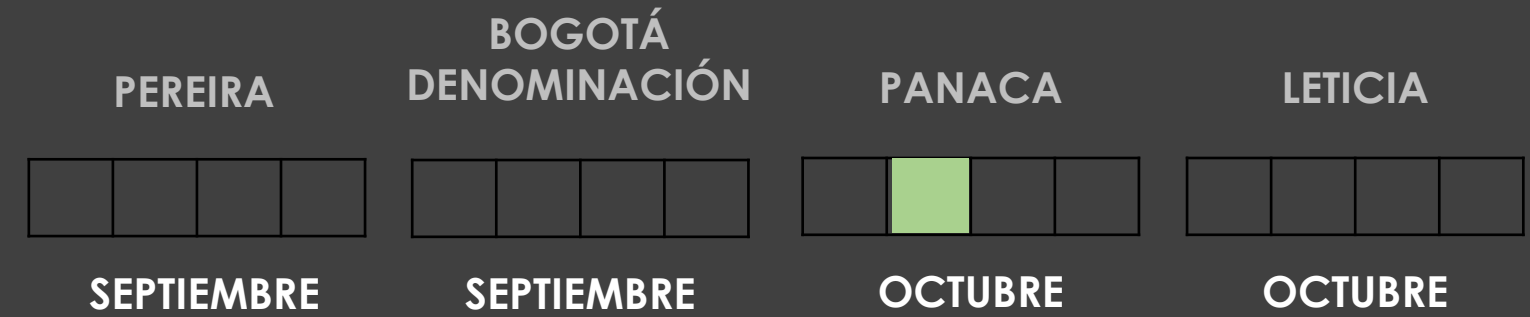 PEREIRA
BOGOTÁ
DENOMINACIÓN
PANACA
LETICIA
SEPTIEMBRE
SEPTIEMBRE
OCTUBRE
OCTUBRE